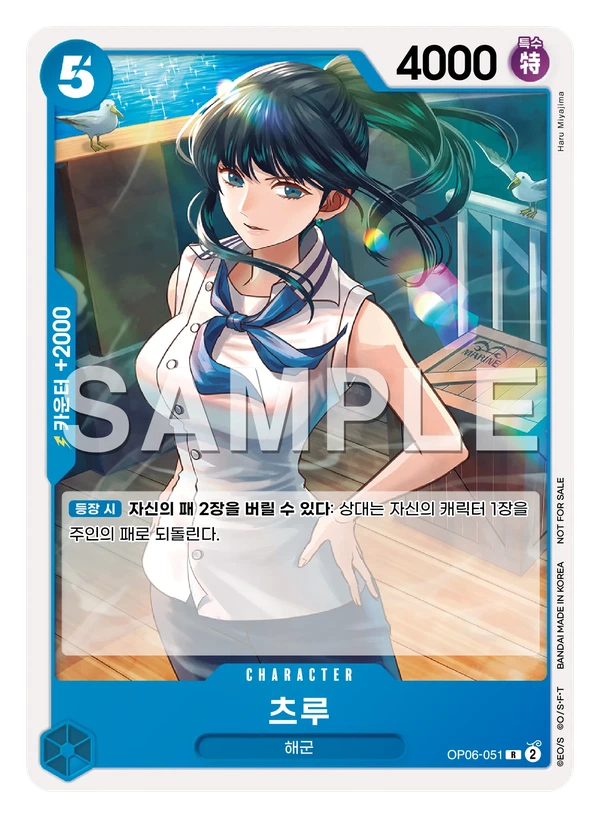 5
4000
특수
特
Haru Miyajima
카운터 +2000
MARINE
SAMPLE
등장 시 자신의 패 2장을 버릴 수 있다: 상대는 자신의 캐릭터 1장을
주인의 패로 되돌린다.
CHARACTER
츠루
해군
OP06-051 R 2
©EO/S ©O/S·F·T BANDAI MADE IN KOREA NOT FOR SALE